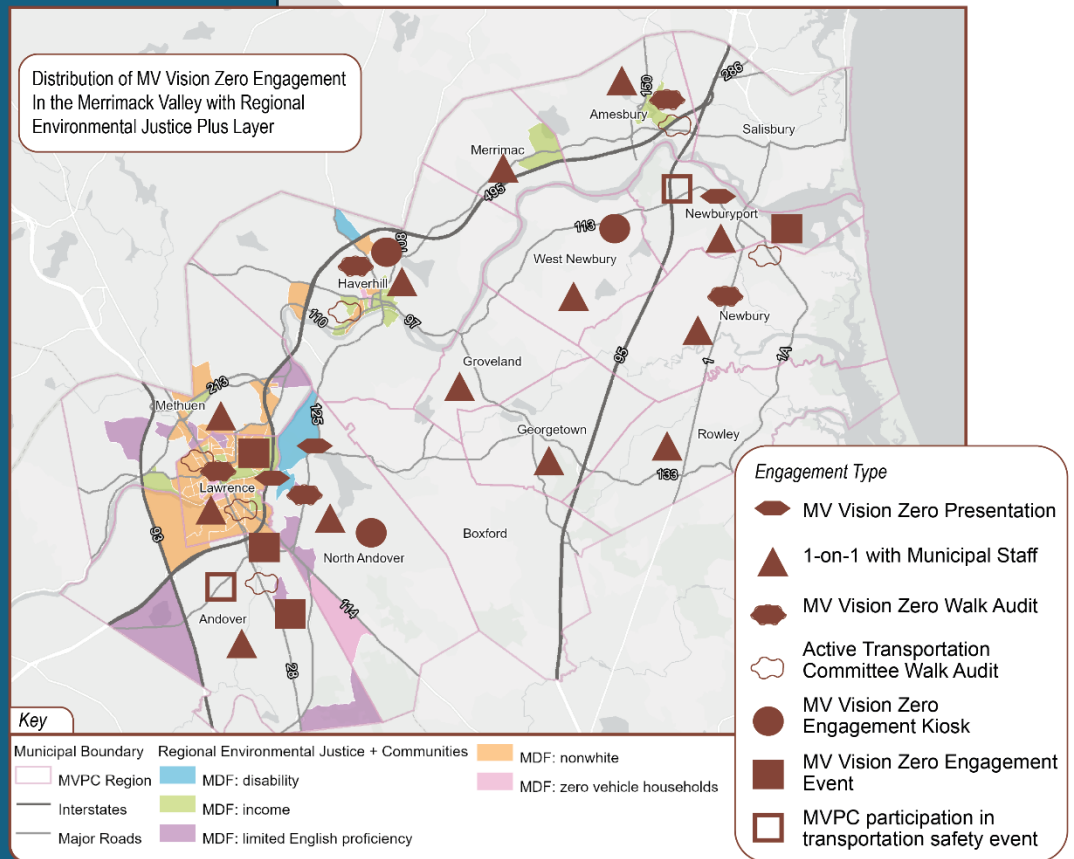 Distribution of MV Vision Zero Engagement
In the Merrimack Valley with Regional
Environmental Justice Plus Layer
286
150
Amesbury
Salisbury
Merrimac
495
Newburyport
113
West Newbury
108
Haverhill
110
97
Newbury
95
1
1A
Groveland
213
Methuen
125
Georgetown
Rowley
133
Lawrence
93
Boxford
North Andover
114
Andover
28
Engagement Type
MV Vision Zero Presentation
1-on-1 with Municipal Staff
MV Vision Zero Walk Audit
Active Transportation
Committee Walk Audit
MV Vision Zero
Engagement Kiosk
MV Vision Zero Engagement
Event
MVPC participation in
transportation safety event
Key
Municipal Boundary
MVPC Region
Interstates
Major Roads
Regional Environmental Justice + Communities
MDF: disability
MDF: income
MDF: limited English proficiency
MDF: nonwhite
MDF: zero vehicle households